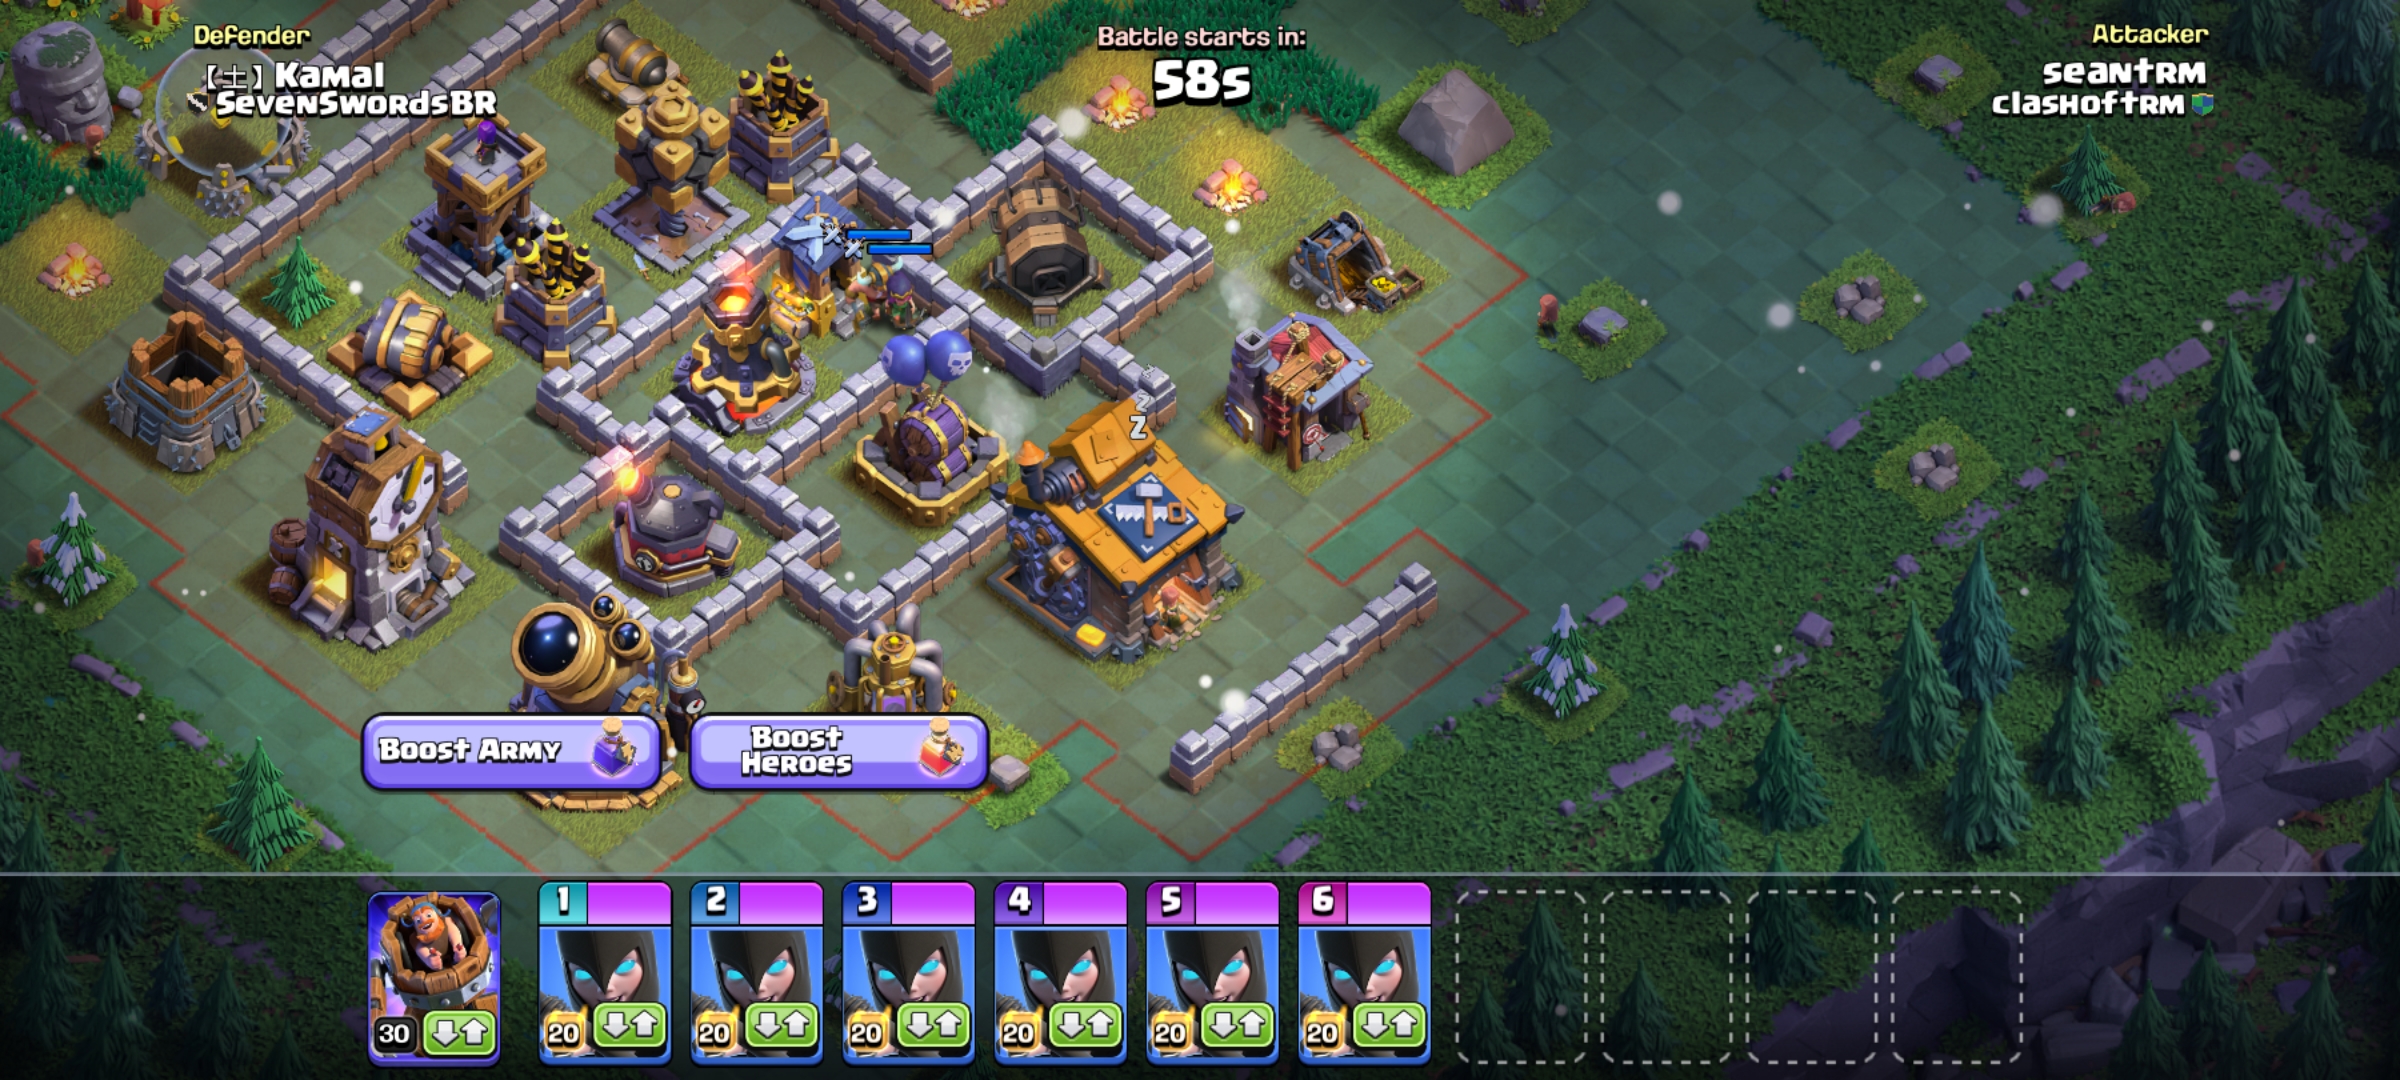 Defender
【土】Kamal
SevenSwordsBR
Battle starts in:
58s
Attacker
seantRM
clashoftRM
z
Z
Boost Army
Boost
Heroes
30
1
20
2
20
3
20
4
20
5
20
6
20